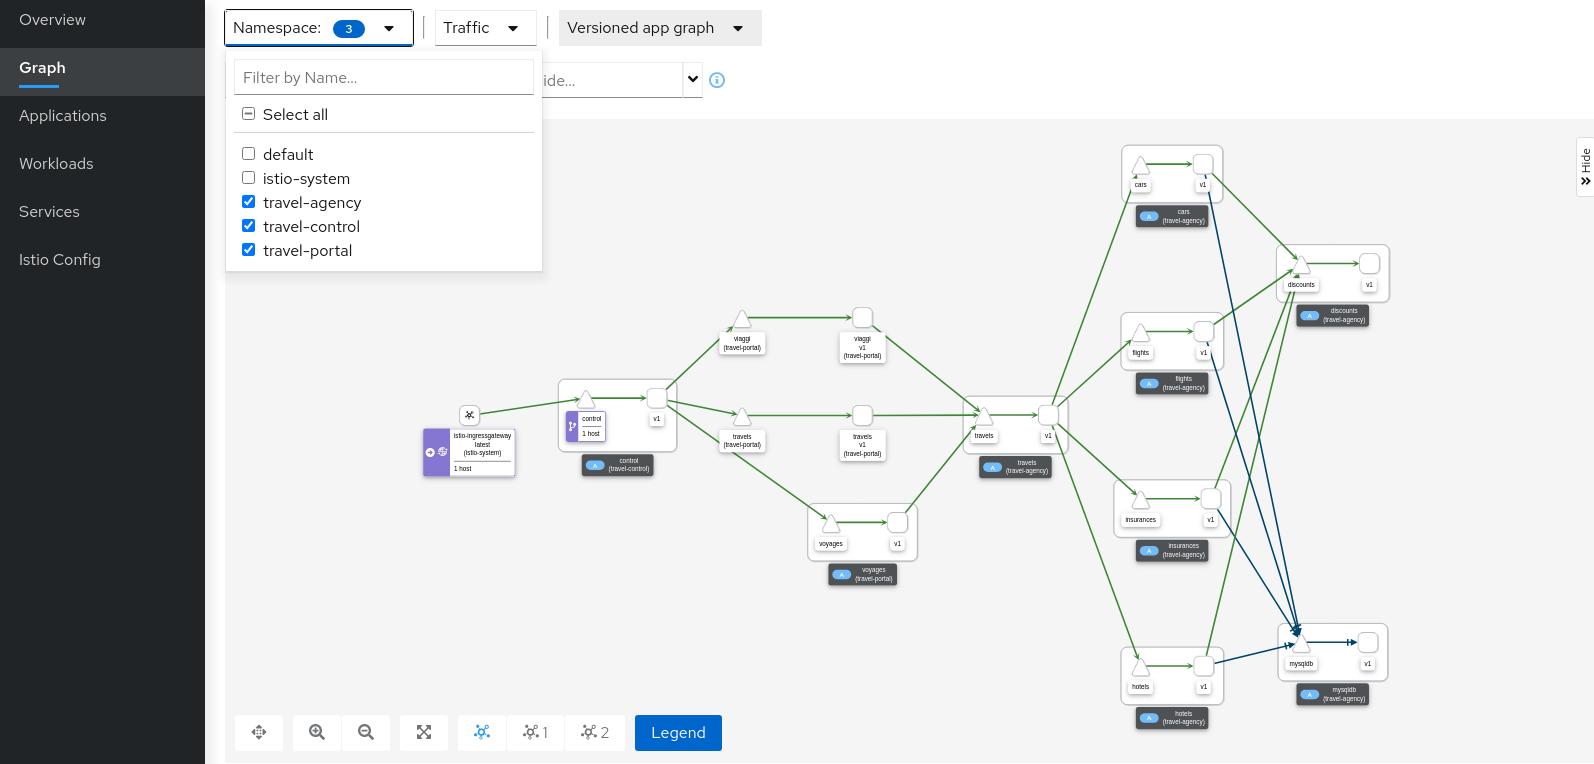 Overview
Graph
Applications
Workloads
Services
Istio Config
Namespace: 3
Traffic
Versioned app graph
Filter by Name...
ide...
Select all
default
istio-system
travel-agency
travel-control
travel-portal
Hide
cars
v1
A cars
(travel-agency)
discounts
v1
A discounts
(travel-agency)
viaggi
(travel-portal)
viaggi
v1
(travel-portal)
flights
v1
A flights
(travel-agency)
istio-ingressgateway
latest
(istio-system)
1 host
control
1 host
v1
A control
(travel-control)
travels
(travel-portal)
travels
v1
(travel-portal)
travels
v1
A travels
(travel-agency)
voyages
v1
A voyages
(travel-portal)
insurances
v1
A insurances
(travel-agency)
hotels
v1
A hotels
(travel-agency)
mysqldb
v1
A mysqldb
(travel-agency)
1
2
Legend